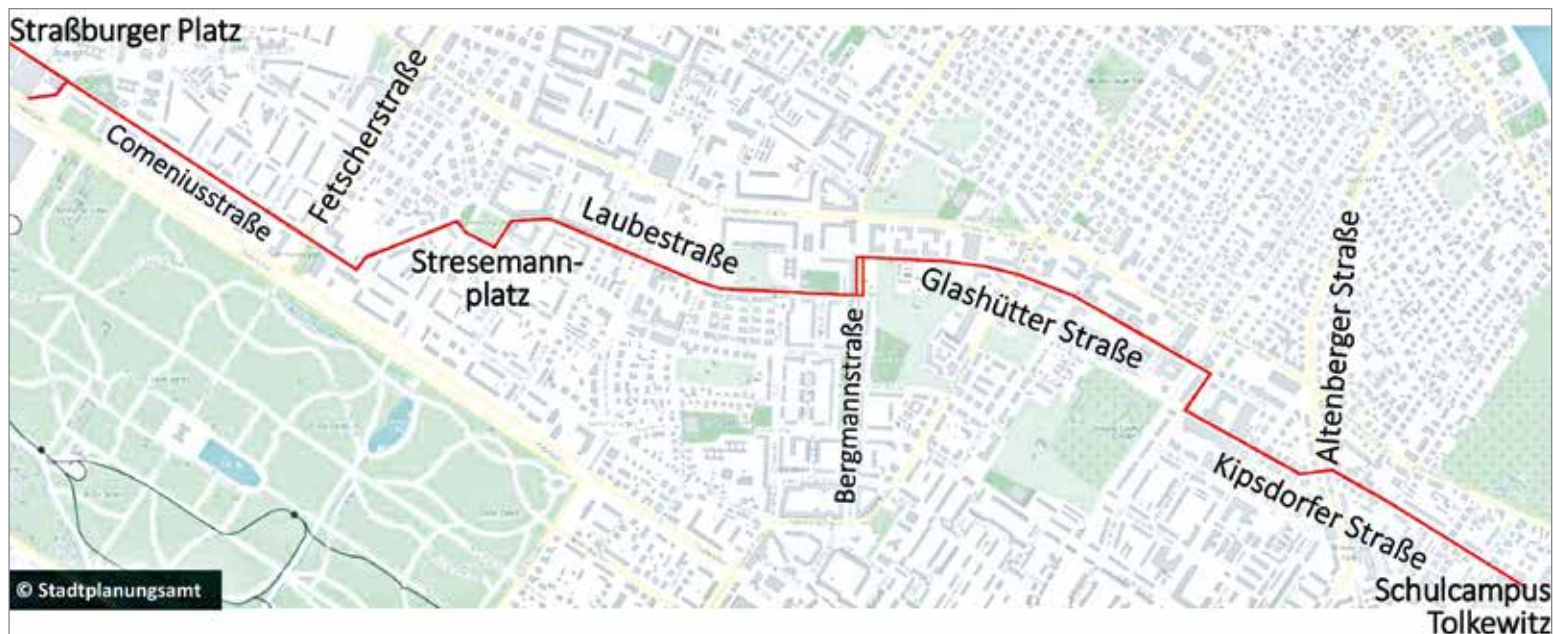 Straßburger Platz
Fetscherstraße
Comeniusstraße
Laubestraße
Stresemann-
platz
Bergmannstraße
Glashütter Straße
Altenberger Straße
Kipsdorfer Straße
© Stadtplanungsamt
Schulcampus
Tolkewitz